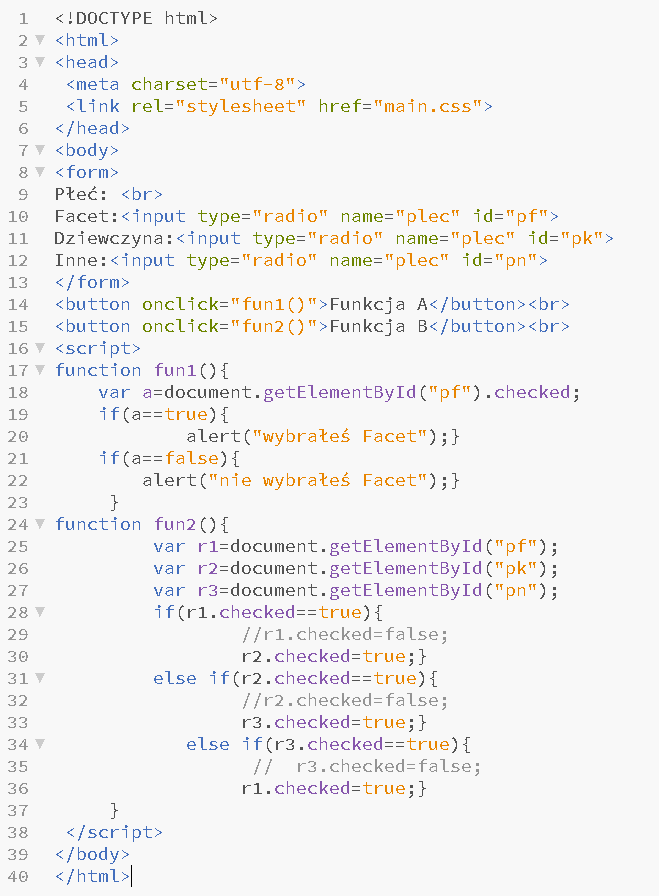 1 <!DOCTYPE html>
2 <html>
3 <head>
4  <meta charset="utf-8">
5  <link rel="stylesheet" href="main.css">
6 </head>
7 <body>
8 <form>
9 Płeć: <br>
10 Facet:<input type="radio" name="plec" id="pf">
11 Dziewczyna:<input type="radio" name="plec" id="pk">
12 Inne:<input type="radio" name="plec" id="pn">
13 </form>
14 <button onclick="fun1()">Funkcja A</button><br>
15 <button onclick="fun2()">Funkcja B</button><br>
16 <script>
17 function fun1(){
18     var a=document.getElementById("pf").checked;
19     if(a==true){
20             alert("wybrałeś Facet");}
21     if(a==false){
22         alert("nie wybrałeś Facet");}
23      }
24 function fun2(){
25          var r1=document.getElementById("pf");
26          var r2=document.getElementById("pk");
27          var r3=document.getElementById("pn");
28          if(r1.checked==true){
29                  //r1.checked=false;
30                  r2.checked=true;}
31          else if(r2.checked==true){
32                  //r2.checked=false;
33                  r3.checked=true;}
34             else if(r3.checked==true){
35                   //  r3.checked=false;
36                  r1.checked=true;}
37      }
38  </script>
39 </body>
40 </html>